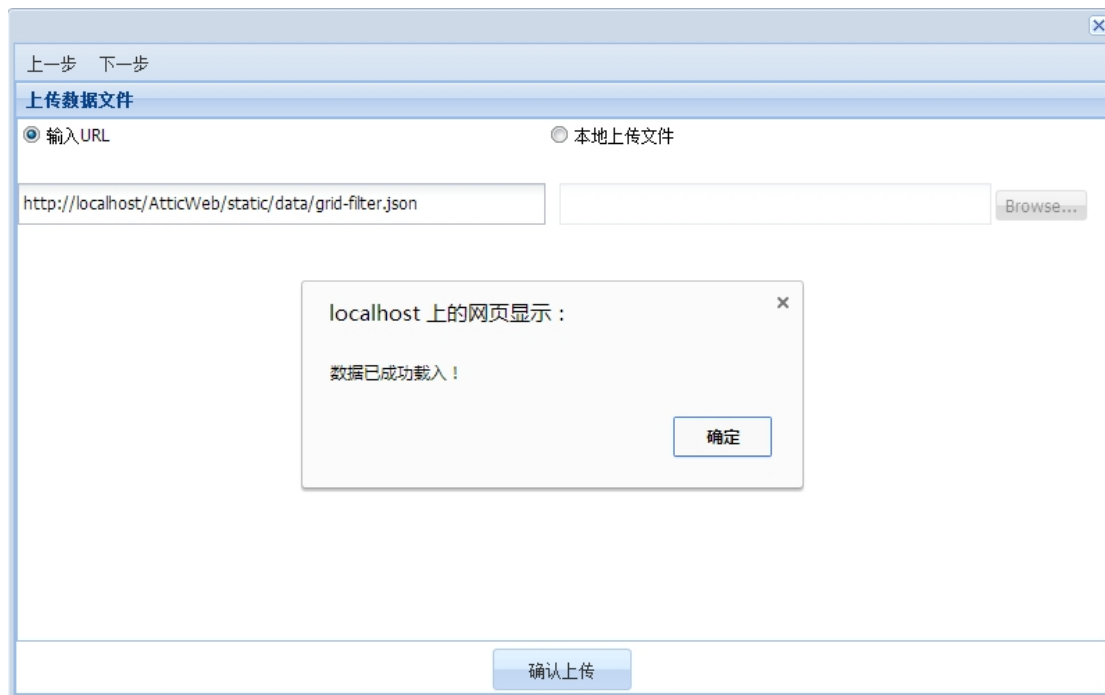 上一步 下一步
上传数据文件
输入URL 本地上传文件
http://localhost/AtticWeb/static/data/grid-filter.json Browse...
localhost 上的网页显示：
数据已成功载入！
确定
确认上传